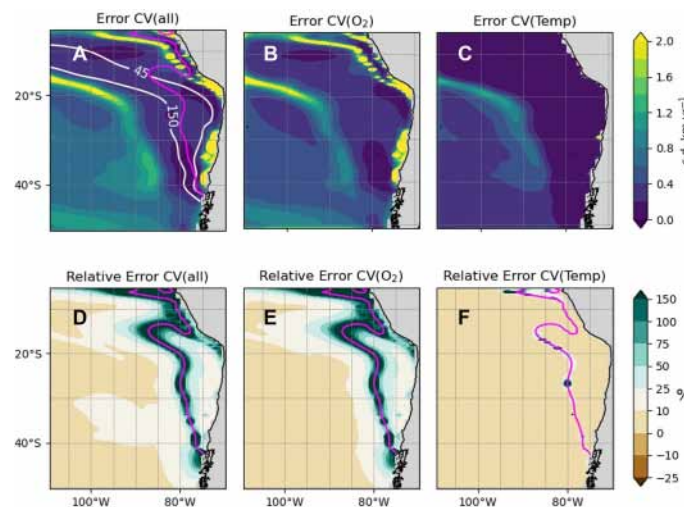 Error CV(all)
Error CV(O₂)
Error CV(Temp)
A
B
C
45
150
20°S
40°S
2.0
1.6
1.2
0.8
0.4
0.0
Relative Error CV(all)
Relative Error CV(O₂)
Relative Error CV(Temp)
D
E
F
20°S
40°S
100°W
80°W
100°W
80°W
100°W
80°W
150
100
75
50
25
10
0
−10
−25
%